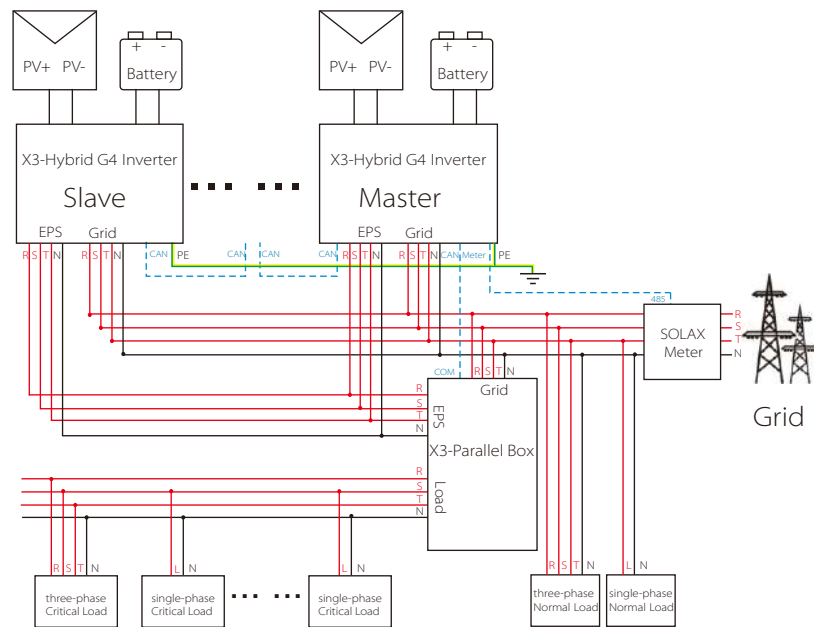 PV+ PV-
+ -
Battery
PV+ PV-
+ -
Battery
X3-Hybrid G4 Inverter
Slave
EPS Grid
X3-Hybrid G4 Inverter
Master
EPS Grid
R S T N R S T N CAN PE
CAN CAN
CAN
R S T N R S T N CAN Meter PE
485
SOLAX
Meter
R
S
T
N
Grid
COM
R S T N
Grid
R
S
T
N
EPS
X3-Parallel Box
R
S
T
N
Load
R S T N
three-phase
Critical Load
L N
single-phase
Critical Load
L N
single-phase
Critical Load
R S T N
three-phase
Normal Load
L N
single-phase
Normal Load